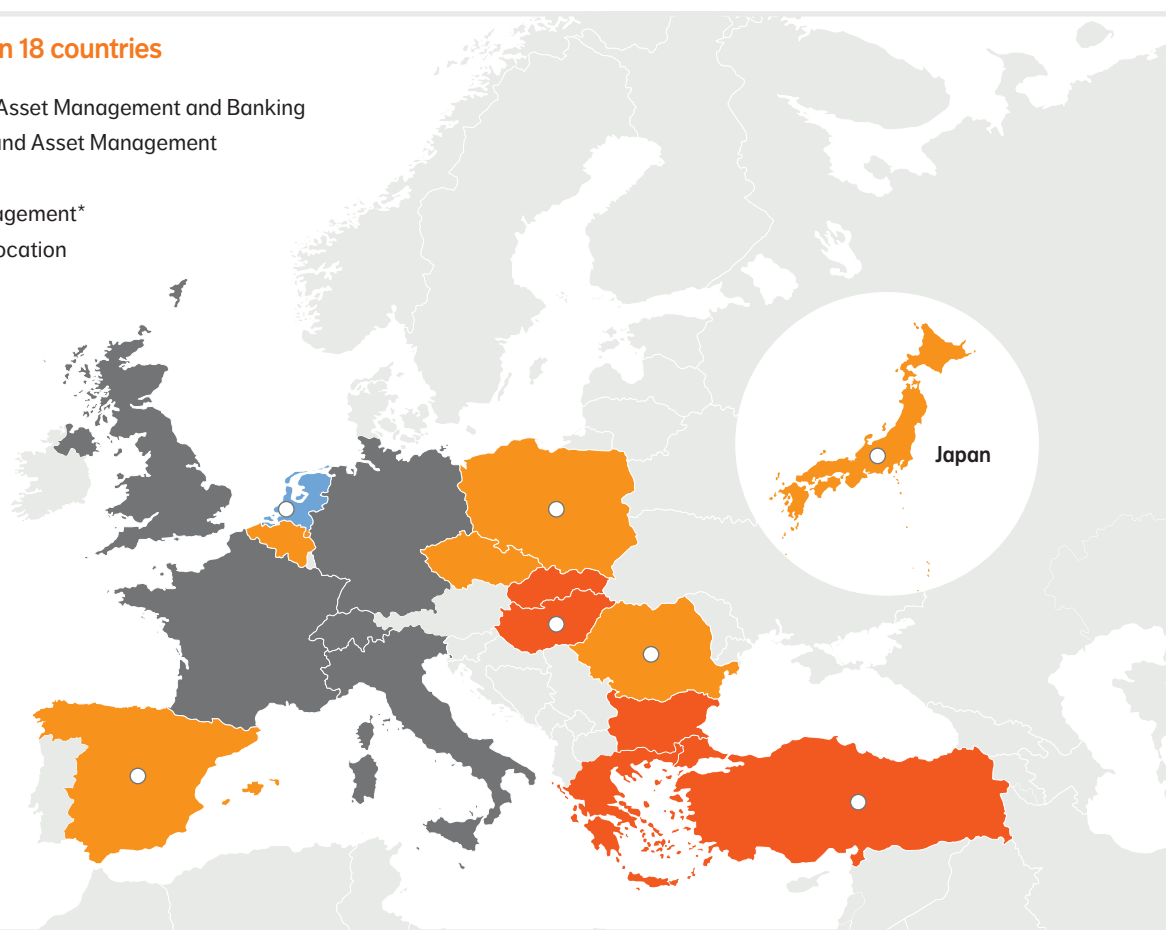 n 18 countries
Asset Management and Banking
nd Asset Management
agement*
ocation
Japan